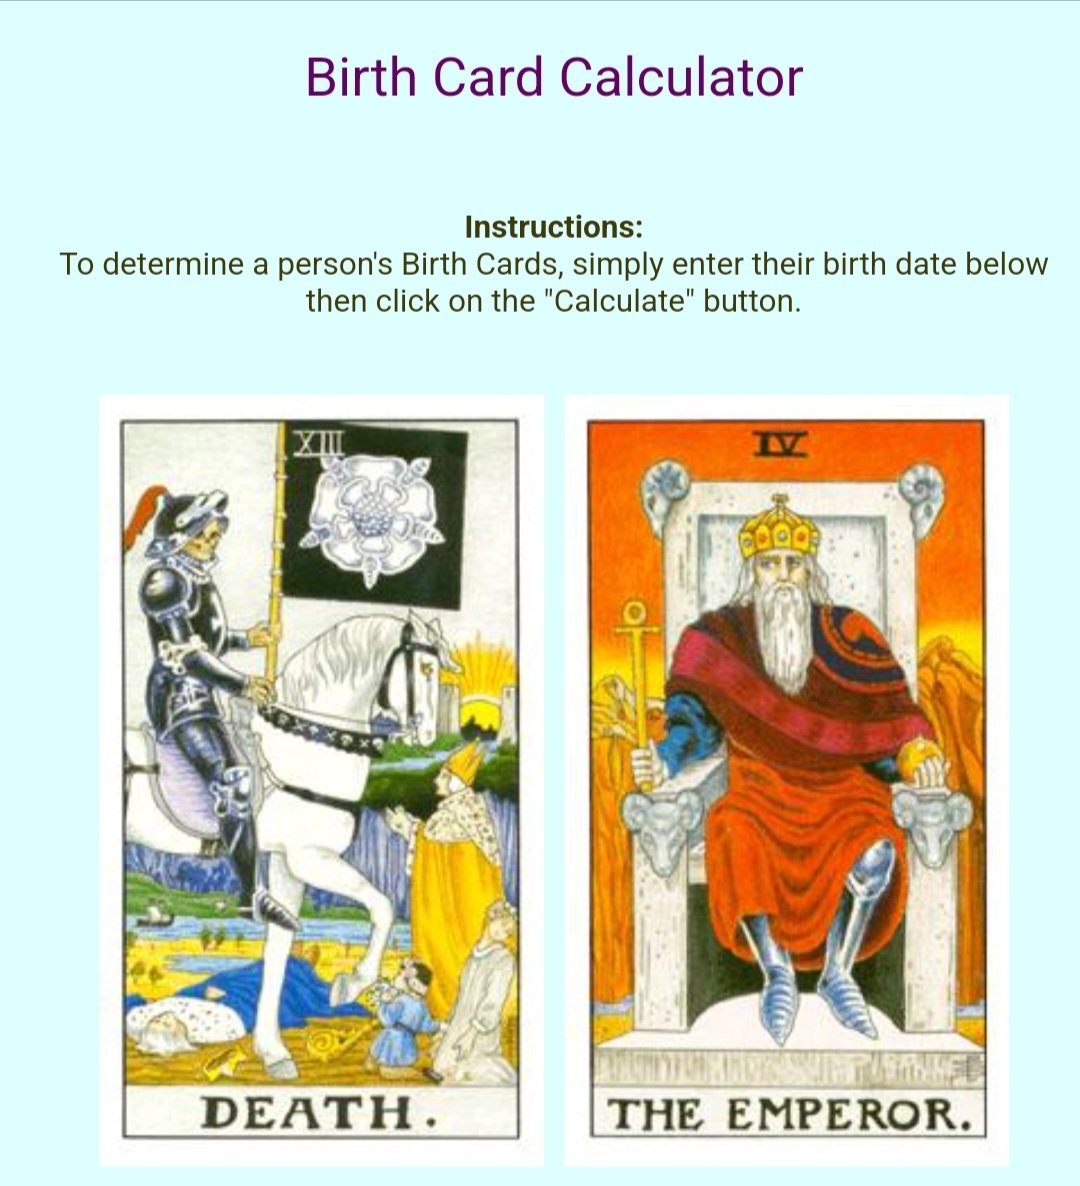 Birth Card Calculator
Instructions:
To determine a person's Birth Cards, simply enter their birth date below
then click on the "Calculate" button.
XIII
DEATH.
IV
THE EMPEROR.